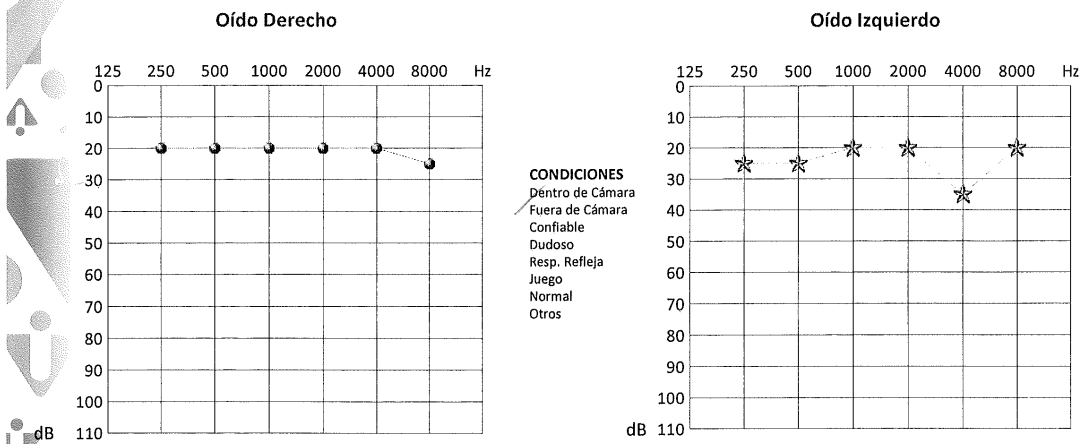 Oído Derecho
125 250 500 1000 2000 4000 8000 Hz
0
10
20
30
40
50
60
70
80
90
100
dB 110
CONDICIONES
Dentro de Cámara
Fuera de Cámara
Confiable
Dudoso
Resp. Refleja
Juego
Normal
Otros
Oído Izquierdo
125 250 500 1000 2000 4000 8000 Hz
0
10
20
30
40
50
60
70
80
90
100
dB 110